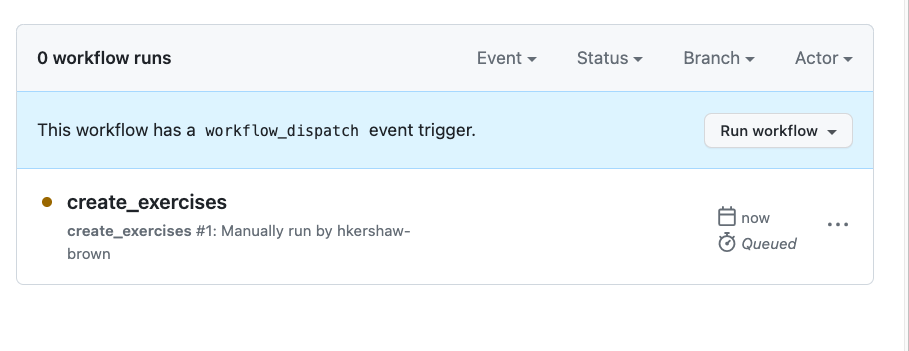 0 workflow runs Event Status Branch Actor
This workflow has a workflow_dispatch event trigger. Run workflow
create_exercises
create_exercises #1: Manually run by hkershaw-
brown
now
Queued